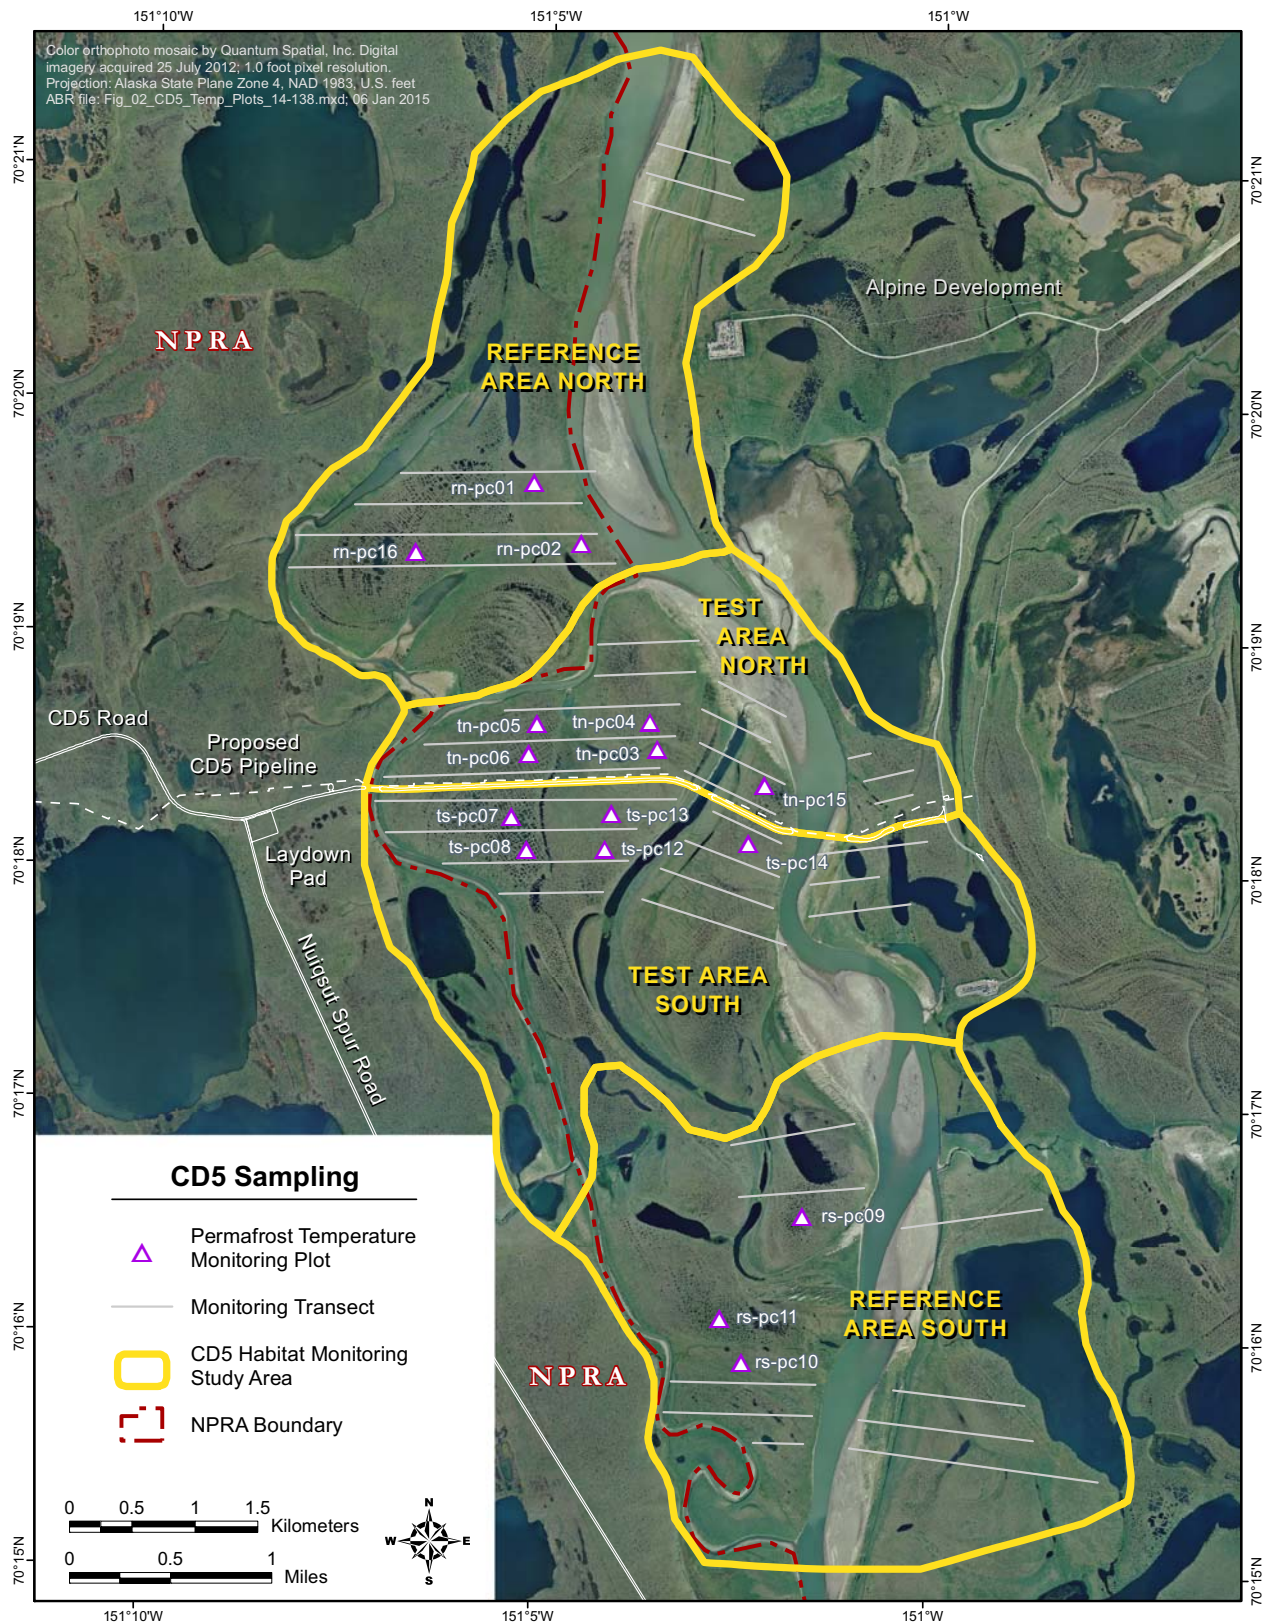 151°10'W
151°5'W
151°W
Color orthophoto mosaic by Quantum Spatial, Inc. Digital
imagery acquired 25 July 2012; 1.0 foot pixel resolution.
Projection: Alaska State Plane Zone 4, NAD 1983, U.S. feet
ABR file: Fig_02_CD5_Temp_Plots_14-138.mxd; 06 Jan 2015
70°21'N
70°21'N
Alpine Development
NPRA
REFERENCE
AREA NORTH
70°20'N
70°20'N
rn-pc01
rn-pc16
rn-pc02
70°19'N
70°19'N
TEST
AREA
NORTH
CD5 Road
Proposed
CD5 Pipeline
tn-pc05
tn-pc04
tn-pc06
tn-pc03
tn-pc15
ts-pc07
ts-pc13
ts-pc08
ts-pc12
ts-pc14
Laydown
Pad
70°18'N
70°18'N
Nuiqsut Spur Road
TEST AREA
SOUTH
70°17'N
70°17'N
rs-pc09
rs-pc11
rs-pc10
REFERENCE
AREA SOUTH
NPRA
70°16'N
70°16'N
CD5 Sampling
Permafrost Temperature
Monitoring Plot
Monitoring Transect
CD5 Habitat Monitoring
Study Area
NPRA Boundary
0 0.5 1 1.5
Kilometers
0 0.5 1
Miles
N
W E
S
70°15'N
70°15'N
151°10'W
151°5'W
151°W